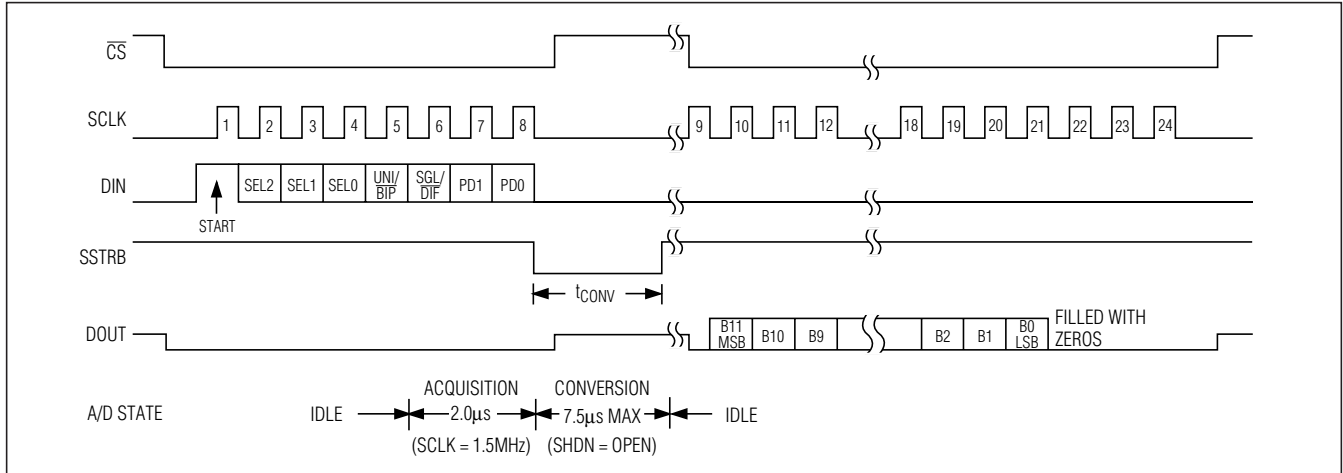 CS
SCLK 1 2 3 4 5 6 7 8 9 10 11 12 18 19 20 21 22 23 24
DIN SEL2 SEL1 SEL0 UNI/ BIP SGL/ DIF PD1 PD0
START
SSTRB
tCONV
DOUT B11 MSB B10 B9 B2 B1 B0 LSB FILLED WITH ZEROS
A/D STATE IDLE ACQUISITION 2.0µs CONVERSION 7.5µs MAX IDLE
(SCLK = 1.5MHz) (SHDN = OPEN)